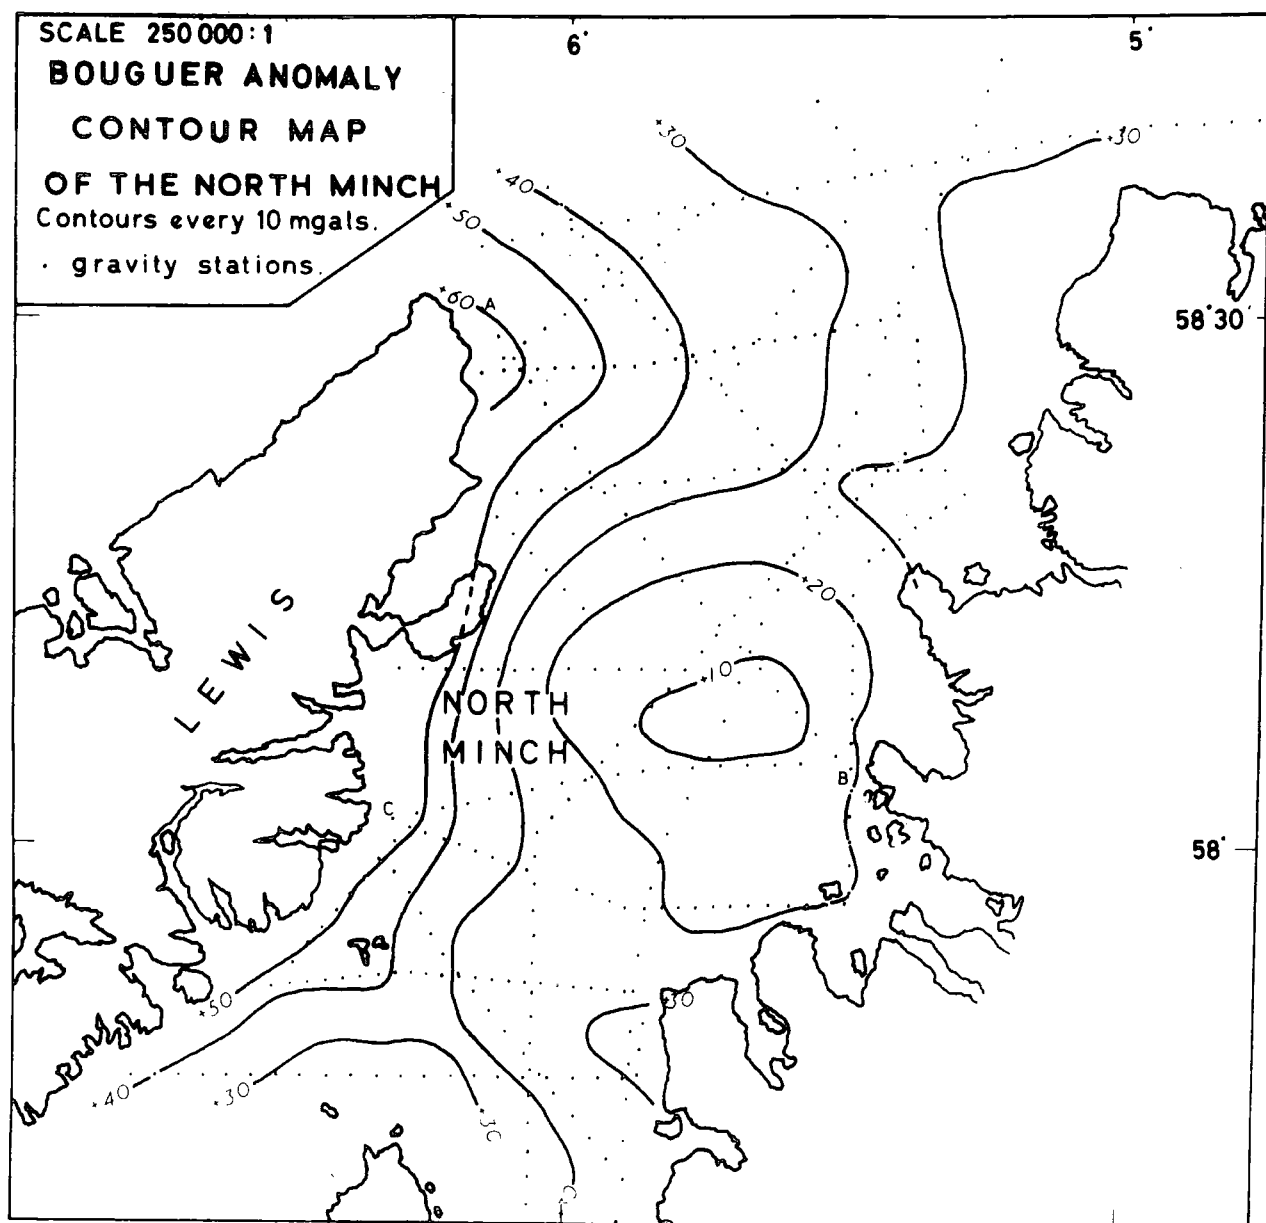 SCALE 250 000 : 1
BOUGUER ANOMALY
CONTOUR MAP
OF THE NORTH MINCH
Contours every 10 mgals.
. gravity stations.
6°
5°
58°30
58°
+30
+30
+40
+50
+60
A
+20
+10
LEWIS
NORTH
MINCH
B
C
+50
+30
+40
+30